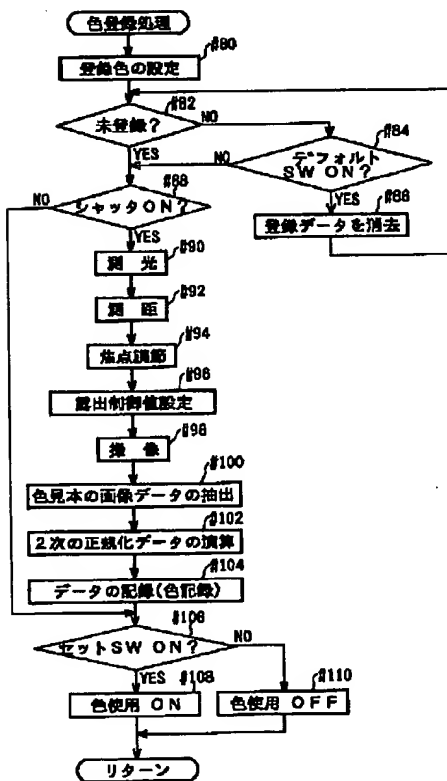 色登録処理
#80
登録色の設定
#82
未登録?
NO
#84
YES
NO
デフォルト
SW ON?
#88
YES
#86
NO
シャッタON?
登録データを消去
YES
#90
測 光
#92
測 距
#94
焦点調節
#96
露出制御値設定
#98
撮 像
#100
色見本の画像データの抽出
#102
2次の正規化データの演算
#104
データの記録(色記録)
#106
セットSW ON?
NO
YES
#108
#110
色使用 ON
色使用 OFF
リターン